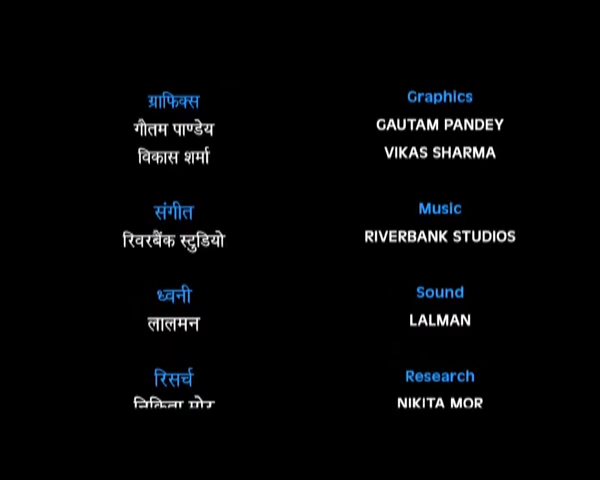 ग्राफिक्स
गौतम पाण्डेय
विकास शर्मा
संगीत
रिवरबैंक स्टुडियो
ध्वनी
लालमन
रिसर्च
निकिता मोर
Graphics
GAUTAM PANDEY
VIKAS SHARMA
Music
RIVERBANK STUDIOS
Sound
LALMAN
Research
NIKITA MOR